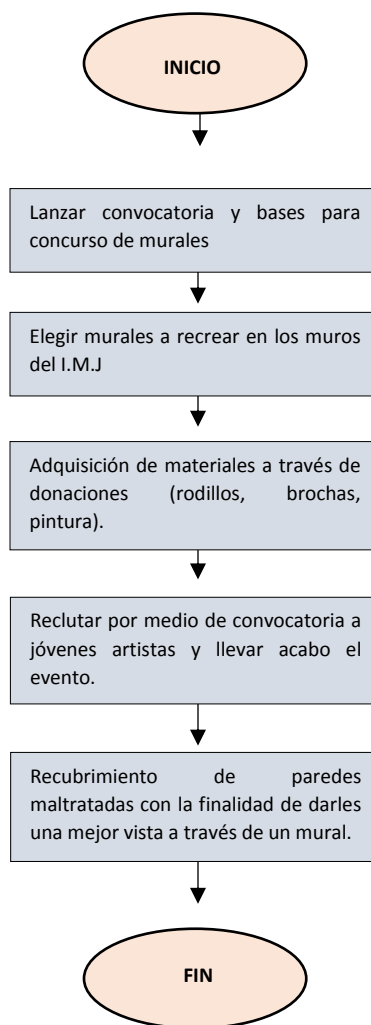 INICIO
Lanzar convocatoria y bases para
concurso de murales
Elegir murales a recrear en los muros
del I.M.J
Adquisición de materiales a través de
donaciones (rodillos, brochas,
pintura).
Reclutar por medio de convocatoria a
jóvenes artistas y llevar acabo el
evento.
Recubrimiento de paredes
maltratadas con la finalidad de darles
una mejor vista a través de un mural.
FIN